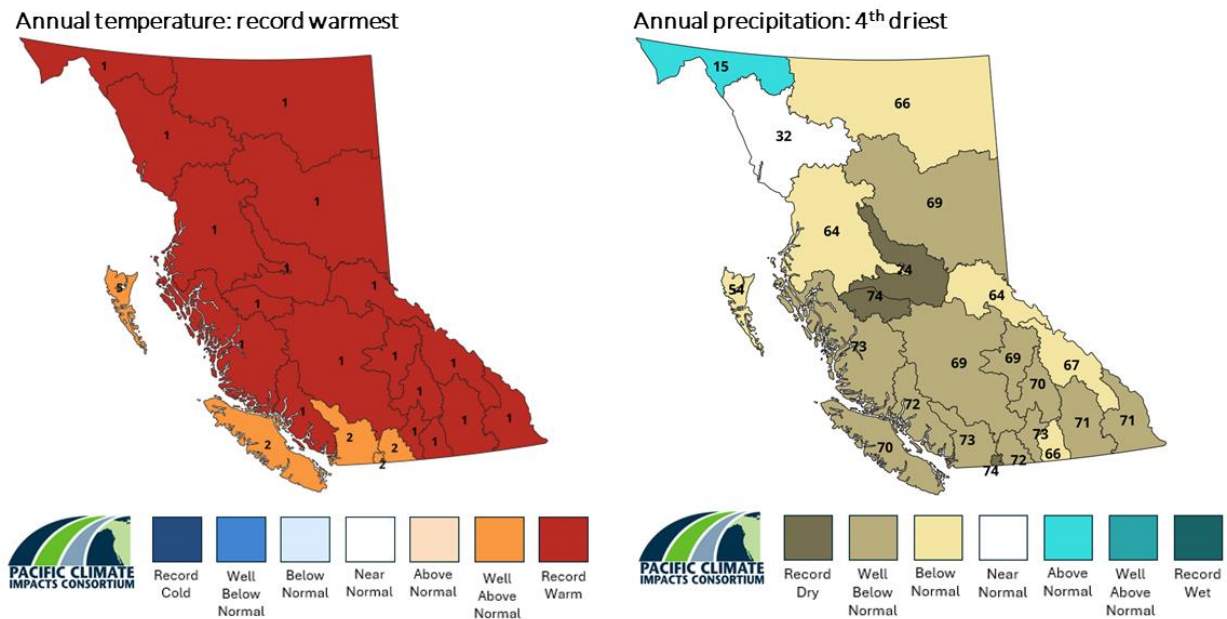 Annual temperature: record warmest
1
1
1
1
1
1
1
1
5
1
1
1
1
1
1
1
1
1
1
2
2
2
2
PACIFIC CLIMATE
IMPACTS CONSORTIUM
Record
Cold
Well
Below
Normal
Below
Normal
Near
Normal
Above
Normal
Well
Above
Normal
Record
Warm
Annual precipitation: 4th driest
15
66
32
69
64
74
54
74
64
73
69
69
67
70
72
71
71
73
73
70
72
66
74
PACIFIC CLIMATE
IMPACTS CONSORTIUM
Record
Dry
Well
Below
Normal
Below
Normal
Near
Normal
Above
Normal
Well
Above
Normal
Record
Wet